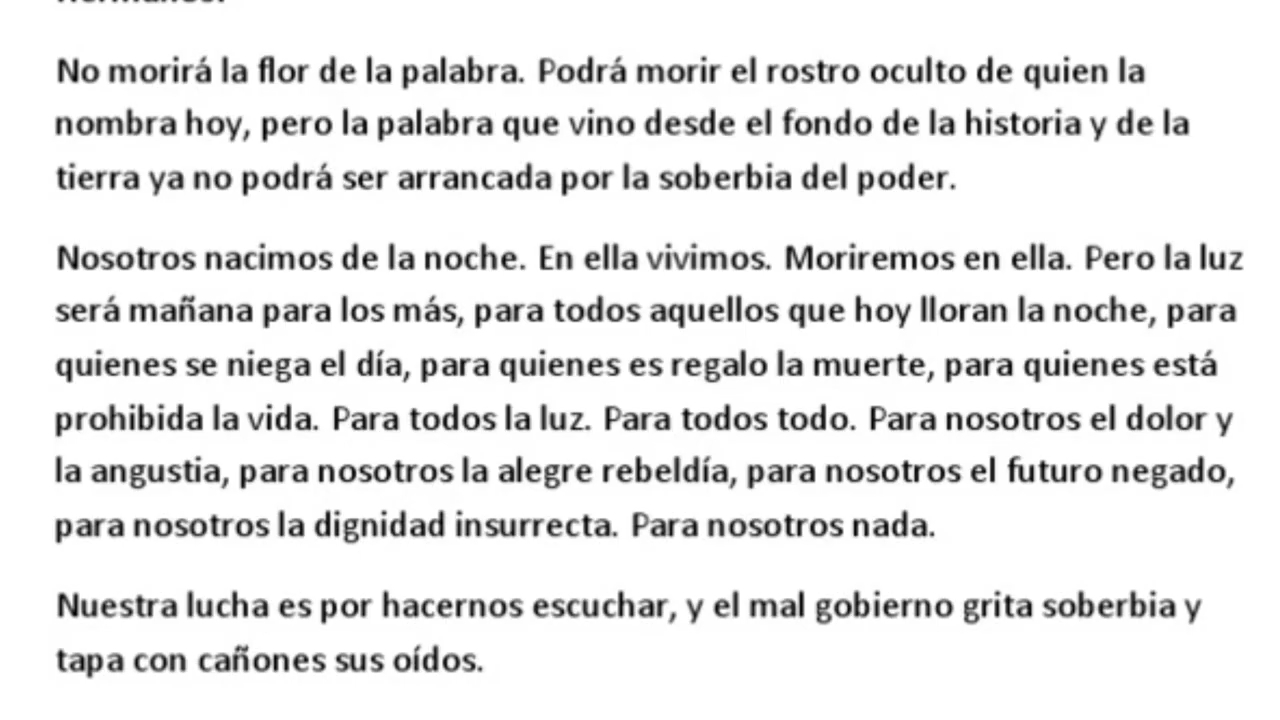 No morirá la flor de la palabra. Podrá morir el rostro oculto de quien la
nombra hoy, pero la palabra que vino desde el fondo de la historia y de la
tierra ya no podrá ser arrancada por la soberbia del poder.
Nosotros nacimos de la noche. En ella vivimos. Moriremos en ella. Pero la luz
será mañana para los más, para todos aquellos que hoy lloran la noche, para
quienes se niega el día, para quienes es regalo la muerte, para quienes está
prohibida la vida. Para todos la luz. Para todos todo. Para nosotros el dolor y
la angustia, para nosotros la alegre rebeldía, para nosotros el futuro negado,
para nosotros la dignidad insurrecta. Para nosotros nada.
Nuestra lucha es por hacernos escuchar, y el mal gobierno grita soberbia y
tapa con cañones sus oídos.